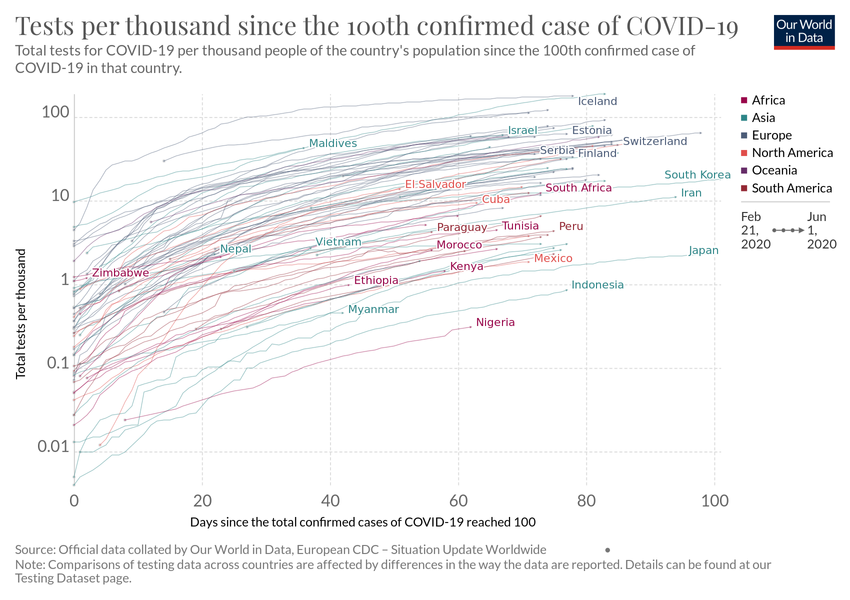 Tests per thousand since the 100th confirmed case of COVID-19
Our World
in Data
Total tests for COVID-19 per thousand people of the country's population since the 100th confirmed case of
COVID-19 in that country.
Total tests per thousand
100
10
1
0.1
0.01
Iceland
Israel
Estonia
Maldives
Switzerland
Serbia
Finland
South Korea
El Salvador
South Africa
Iran
Cuba
Paraguay
Tunisia
Peru
Nepal
Vietnam
Morocco
Japan
Mexico
Zimbabwe
Kenya
Ethiopia
Indonesia
Myanmar
Nigeria
0
20
40
60
80
100
Days since the total confirmed cases of COVID-19 reached 100
Africa
Asia
Europe
North America
Oceania
South America
Feb
21,
2020
Jun
1,
2020
Source: Official data collated by Our World in Data, European CDC – Situation Update Worldwide
Note: Comparisons of testing data across countries are affected by differences in the way the data are reported. Details can be found at our
Testing Dataset page.